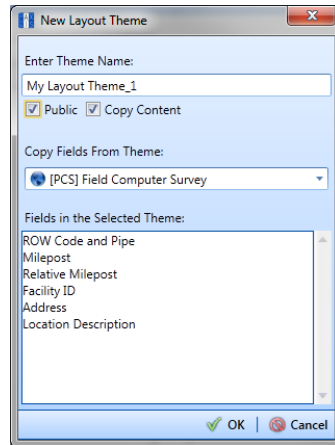 New Layout Theme
x
Enter Theme Name:
My Layout Theme_1
Public Copy Content
Copy Fields From Theme:
[PCS] Field Computer Survey
Fields in the Selected Theme:
ROW Code and Pipe
Milepost
Relative Milepost
Facility ID
Address
Location Description
OK | Cancel